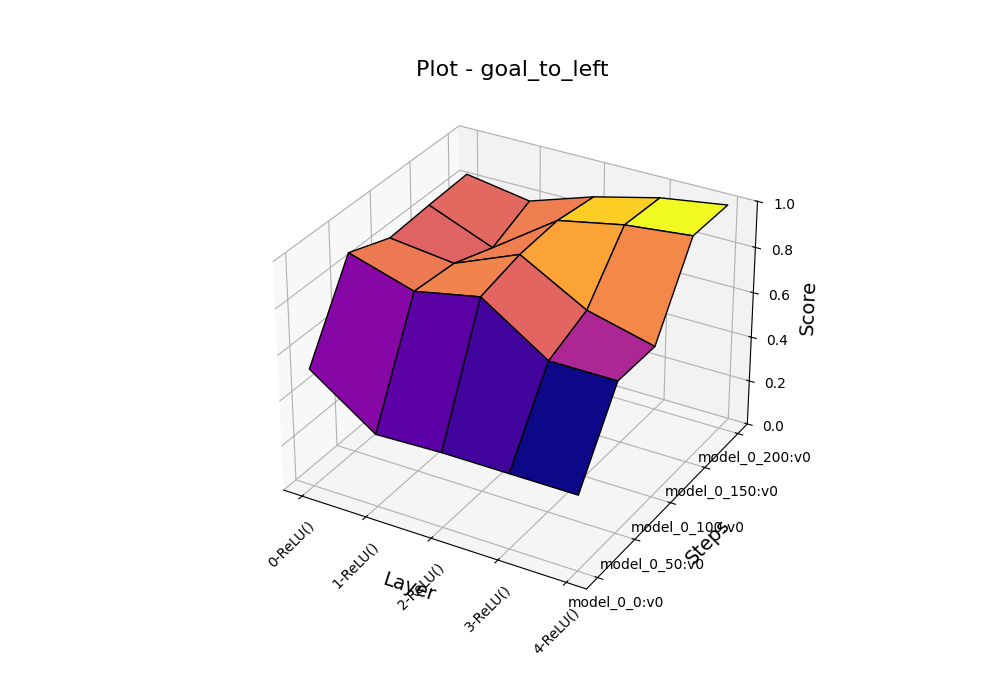 Plot - goal_to_left
1.0
0.8
0.6
0.4
0.2
0.0
Score
model_0_200:v0
model_0_150:v0
model_0_100:v0
model_0_50:v0
model_0_0:v0
Steps
0-ReLU()
1-ReLU()
2-ReLU()
3-ReLU()
4-ReLU()
Layer